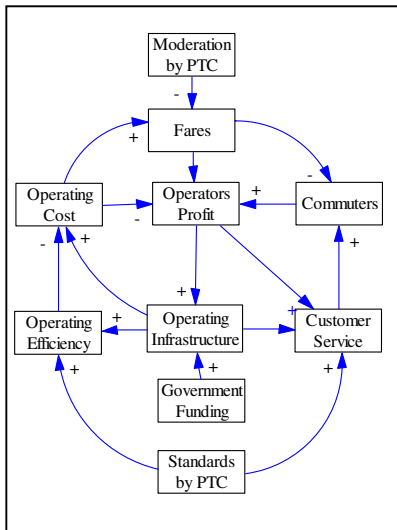 Moderation
by PTC
-
+
Fares
-
Operating
Cost
-
Operators
Profit
+
Commuters
-
+
+
+
+
Operating
Efficiency
+
Operating
Infrastructure
+
Customer
Service
+
+
+
Government
Funding
Standards
by PTC